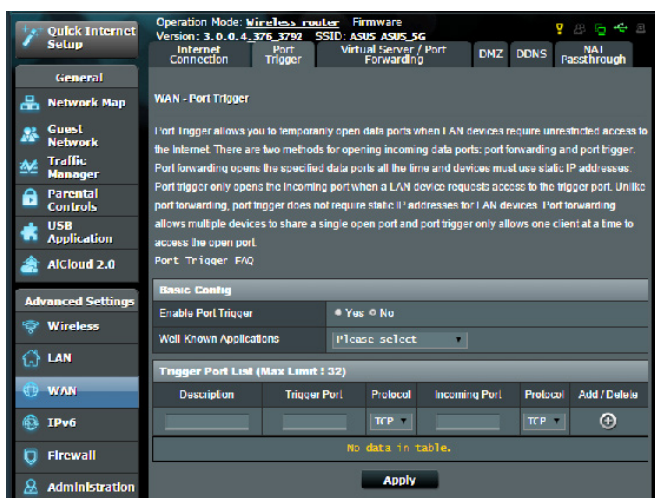 Quick Internet
Setup
Operation Mode: Wireless router Firmware
Version: 3.0.0.4.376_3792 SSID: ASUS ASUS_5G
Internet
Connection
Port
Trigger
Virtual Server / Port
Forwarding
DMZ
DDNS
NAT
Passthrough
General
Network Map
Guest
Network
Traffic
Manager
Parental
Controls
USB
Application
AiCloud 2.0
Advanced Settings
Wireless
LAN
WAN
IPv6
Firewall
Administration
WAN - Port Trigger
Port Trigger allows you to temporarily open data ports when LAN devices require unrestricted access to
the Internet. There are two methods for opening incoming data ports: port forwarding and port trigger.
Port forwarding opens the specified data ports all the time and devices must use static IP addresses.
Port trigger only opens the incoming port when a LAN device requests access to the trigger port. Unlike
port forwarding, port trigger does not require static IP addresses for LAN devices. Port forwarding
allows multiple devices to share a single open port and port trigger only allows one client at a time to
access the open port.
Port Trigger FAQ
Basic Config
Enable Port Trigger
Yes No
Well-Known Applications
Please select
Trigger Port List (Max Limit : 32)
Description Trigger Port Protocol Incoming Port Protocol Add / Delete
TCP TCP
No data in table.
Apply